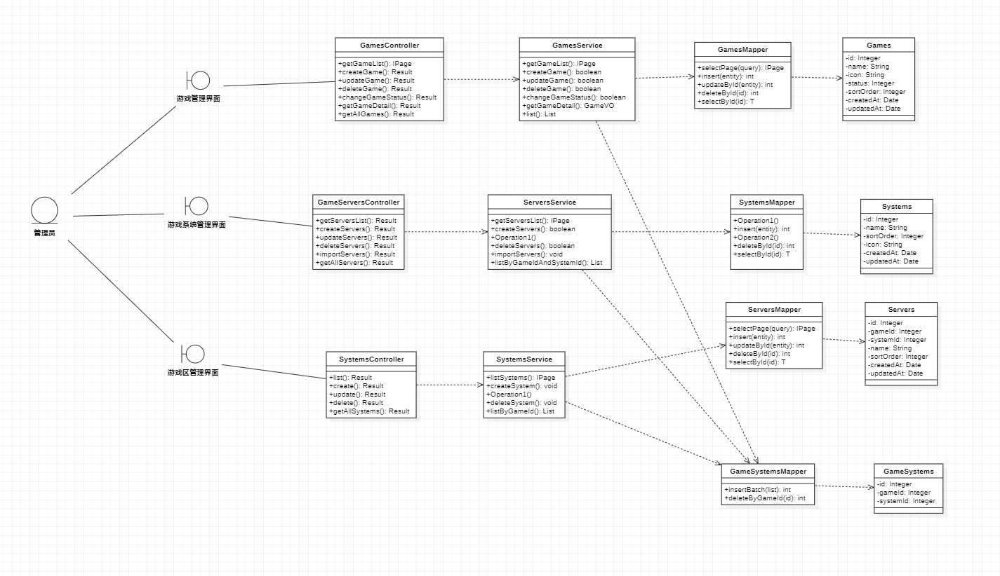 GamesController
+getGameList(): IPage
+createGame(): Result
+updateGame(): Result
+deleteGame(): Result
+changeGameStatus(): Result
+getGameDetail(): Result
+getAllGames(): Result
GamesService
+getGameList(): IPage
+createGame(): boolean
+updateGame(): boolean
+deleteGame(): boolean
+changeGameStatus(): boolean
+getGameDetail(): GameVO
+list(): List
GamesMapper
+selectPage(query): IPage
+insert(entity): int
+updateById(entity): int
+deleteById(id): int
+selectById(id): T
Games
-id: Integer
-name: String
-icon: String
-status: Integer
-sortOrder: Integer
-createdAt: Date
-updatedAt: Date
游戏管理界面
管理员
游戏系统管理界面
GameServersController
+getServersList(): Result
+createServers(): Result
+updateServers(): Result
+deleteServers(): Result
+importServers(): Result
+getAllServers(): Result
ServersService
+getServersList(): IPage
+createServers(): boolean
+Operation1()
+deleteServers(): boolean
+importServers(): void
+listByGameIdAndSystemId(): List
SystemsMapper
+Operation1()
+insert(entity): int
+Operation2()
+deleteById(id): int
+selectById(id): T
Systems
-id: Integer
-name: String
-sortOrder: Integer
-icon: String
-createdAt: Date
-updatedAt: Date
ServersMapper
+selectPage(query): IPage
+insert(entity): int
+updateById(entity): int
+deleteById(id): int
+selectById(id): T
Servers
-id: Integer
-gameId: Integer
-systemId: Integer
-name: String
-sortOrder: Integer
-createdAt: Date
-updatedAt: Date
游戏区管理界面
SystemsController
+list(): Result
+create(): Result
+update(): Result
+delete(): Result
+getAllSystems(): Result
SystemsService
+listSystems(): IPage
+createSystem(): void
+Operation1()
+deleteSystem(): void
+listByGameId(): List
GameSystemsMapper
+insertBatch(list): int
+deleteByGameId(id): int
GameSystems
-id: Integer
-gameId: Integer
-systemId: Integer